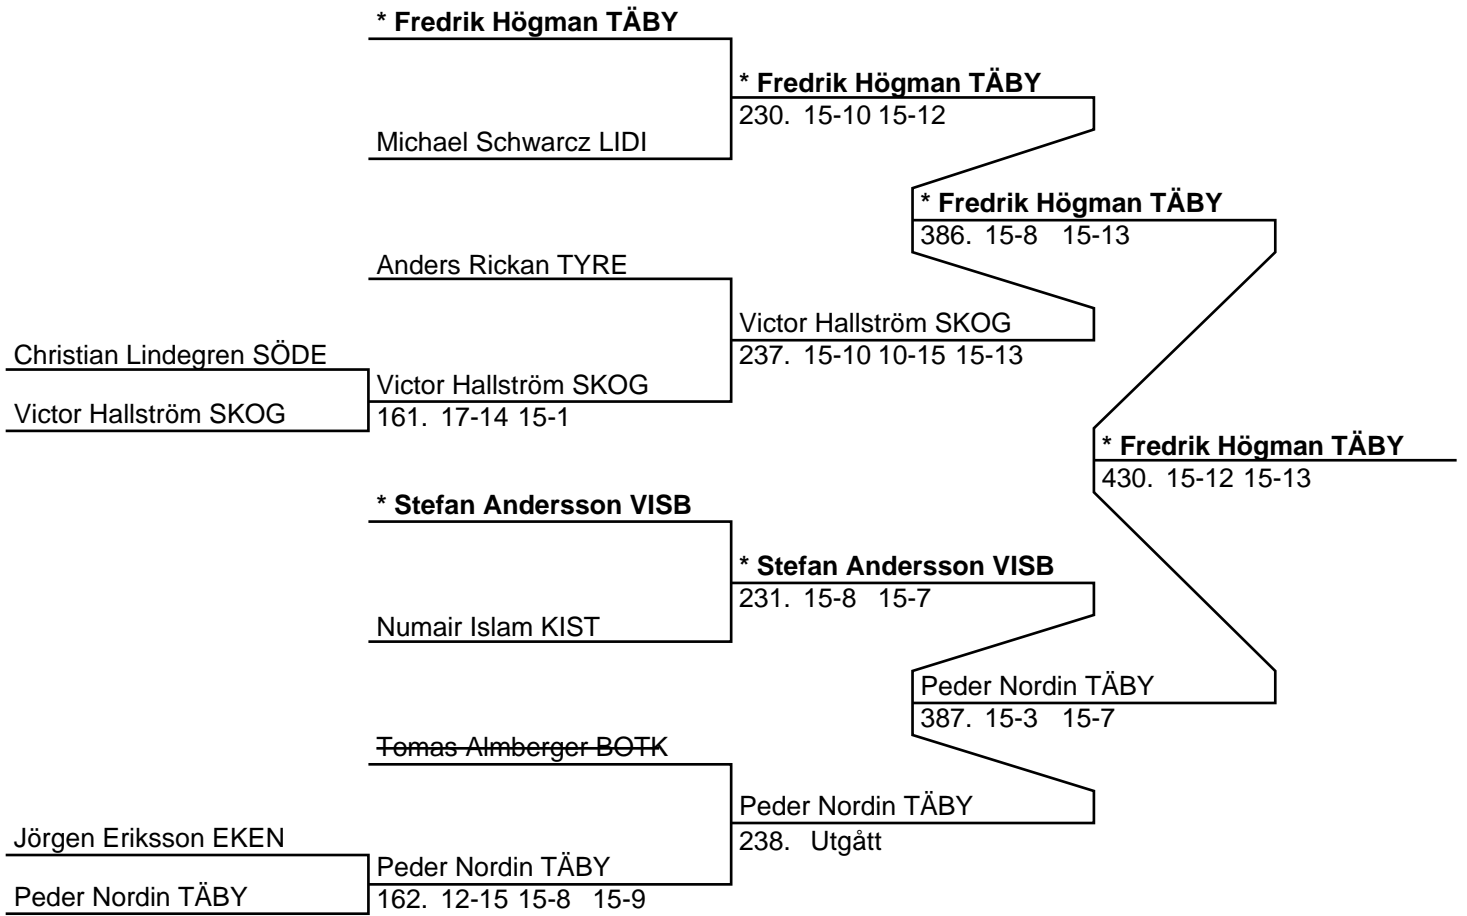 * Fredrik Högman TÄBY
* Fredrik Högman TÄBY
230. 15-10 15-12
Michael Schwarcz LIDI
* Fredrik Högman TÄBY
386. 15-8 15-13
Anders Rickan TYRE
Victor Hallström SKOG
237. 15-10 10-15 15-13
Christian Lindegren SÖDE
Victor Hallström SKOG
161. 17-14 15-1
Victor Hallström SKOG
* Fredrik Högman TÄBY
430. 15-12 15-13
* Stefan Andersson VISB
* Stefan Andersson VISB
231. 15-8 15-7
Numair Islam KIST
Peder Nordin TÄBY
387. 15-3 15-7
Tomas Almberger BOTK
Peder Nordin TÄBY
238. Utgått
Jörgen Eriksson EKEN
Peder Nordin TÄBY
162. 12-15 15-8 15-9
Peder Nordin TÄBY